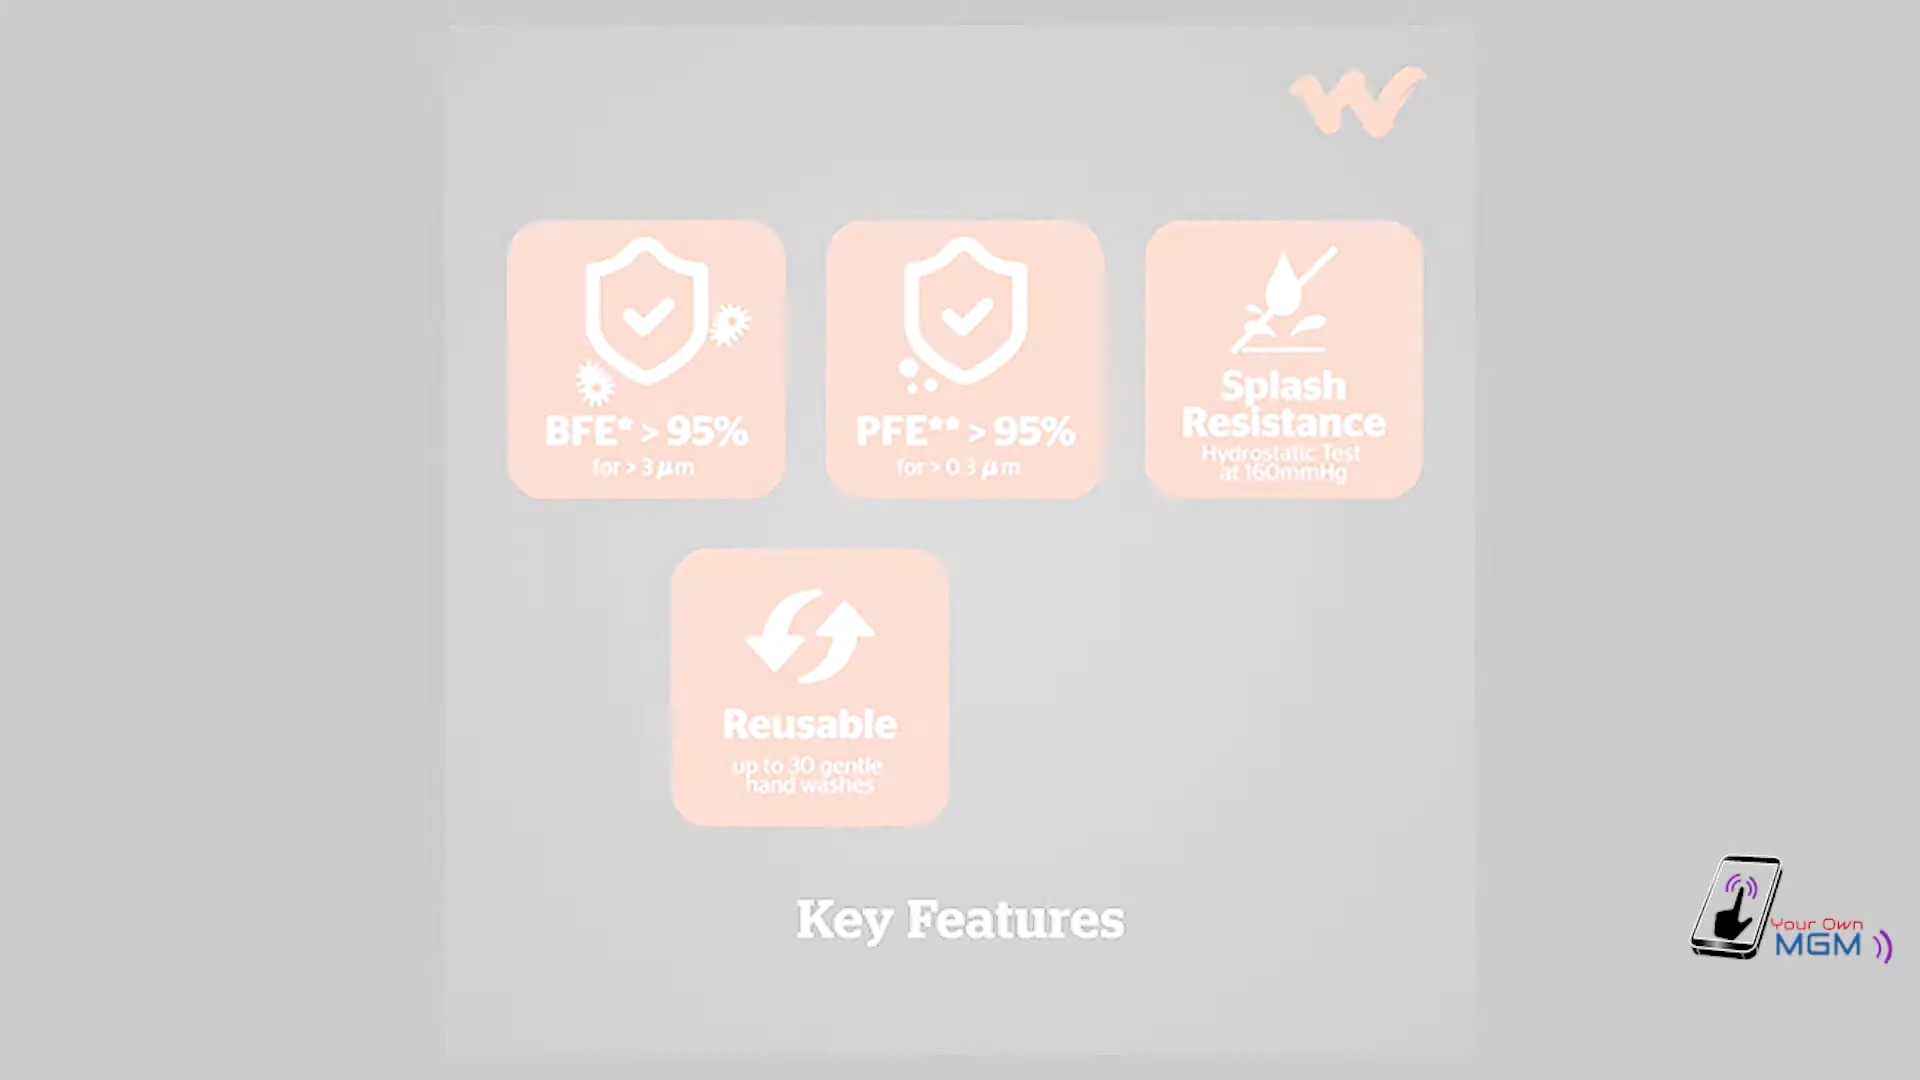 W
BFE* > 95%
for > 3 μm
PFE** > 95%
for > 0.3 μm
Splash
Resistance
Hydrostatic Test
at 160mmHg
Reusable
up to 30 gentle
hand washes
Key Features
Your Own
MGM